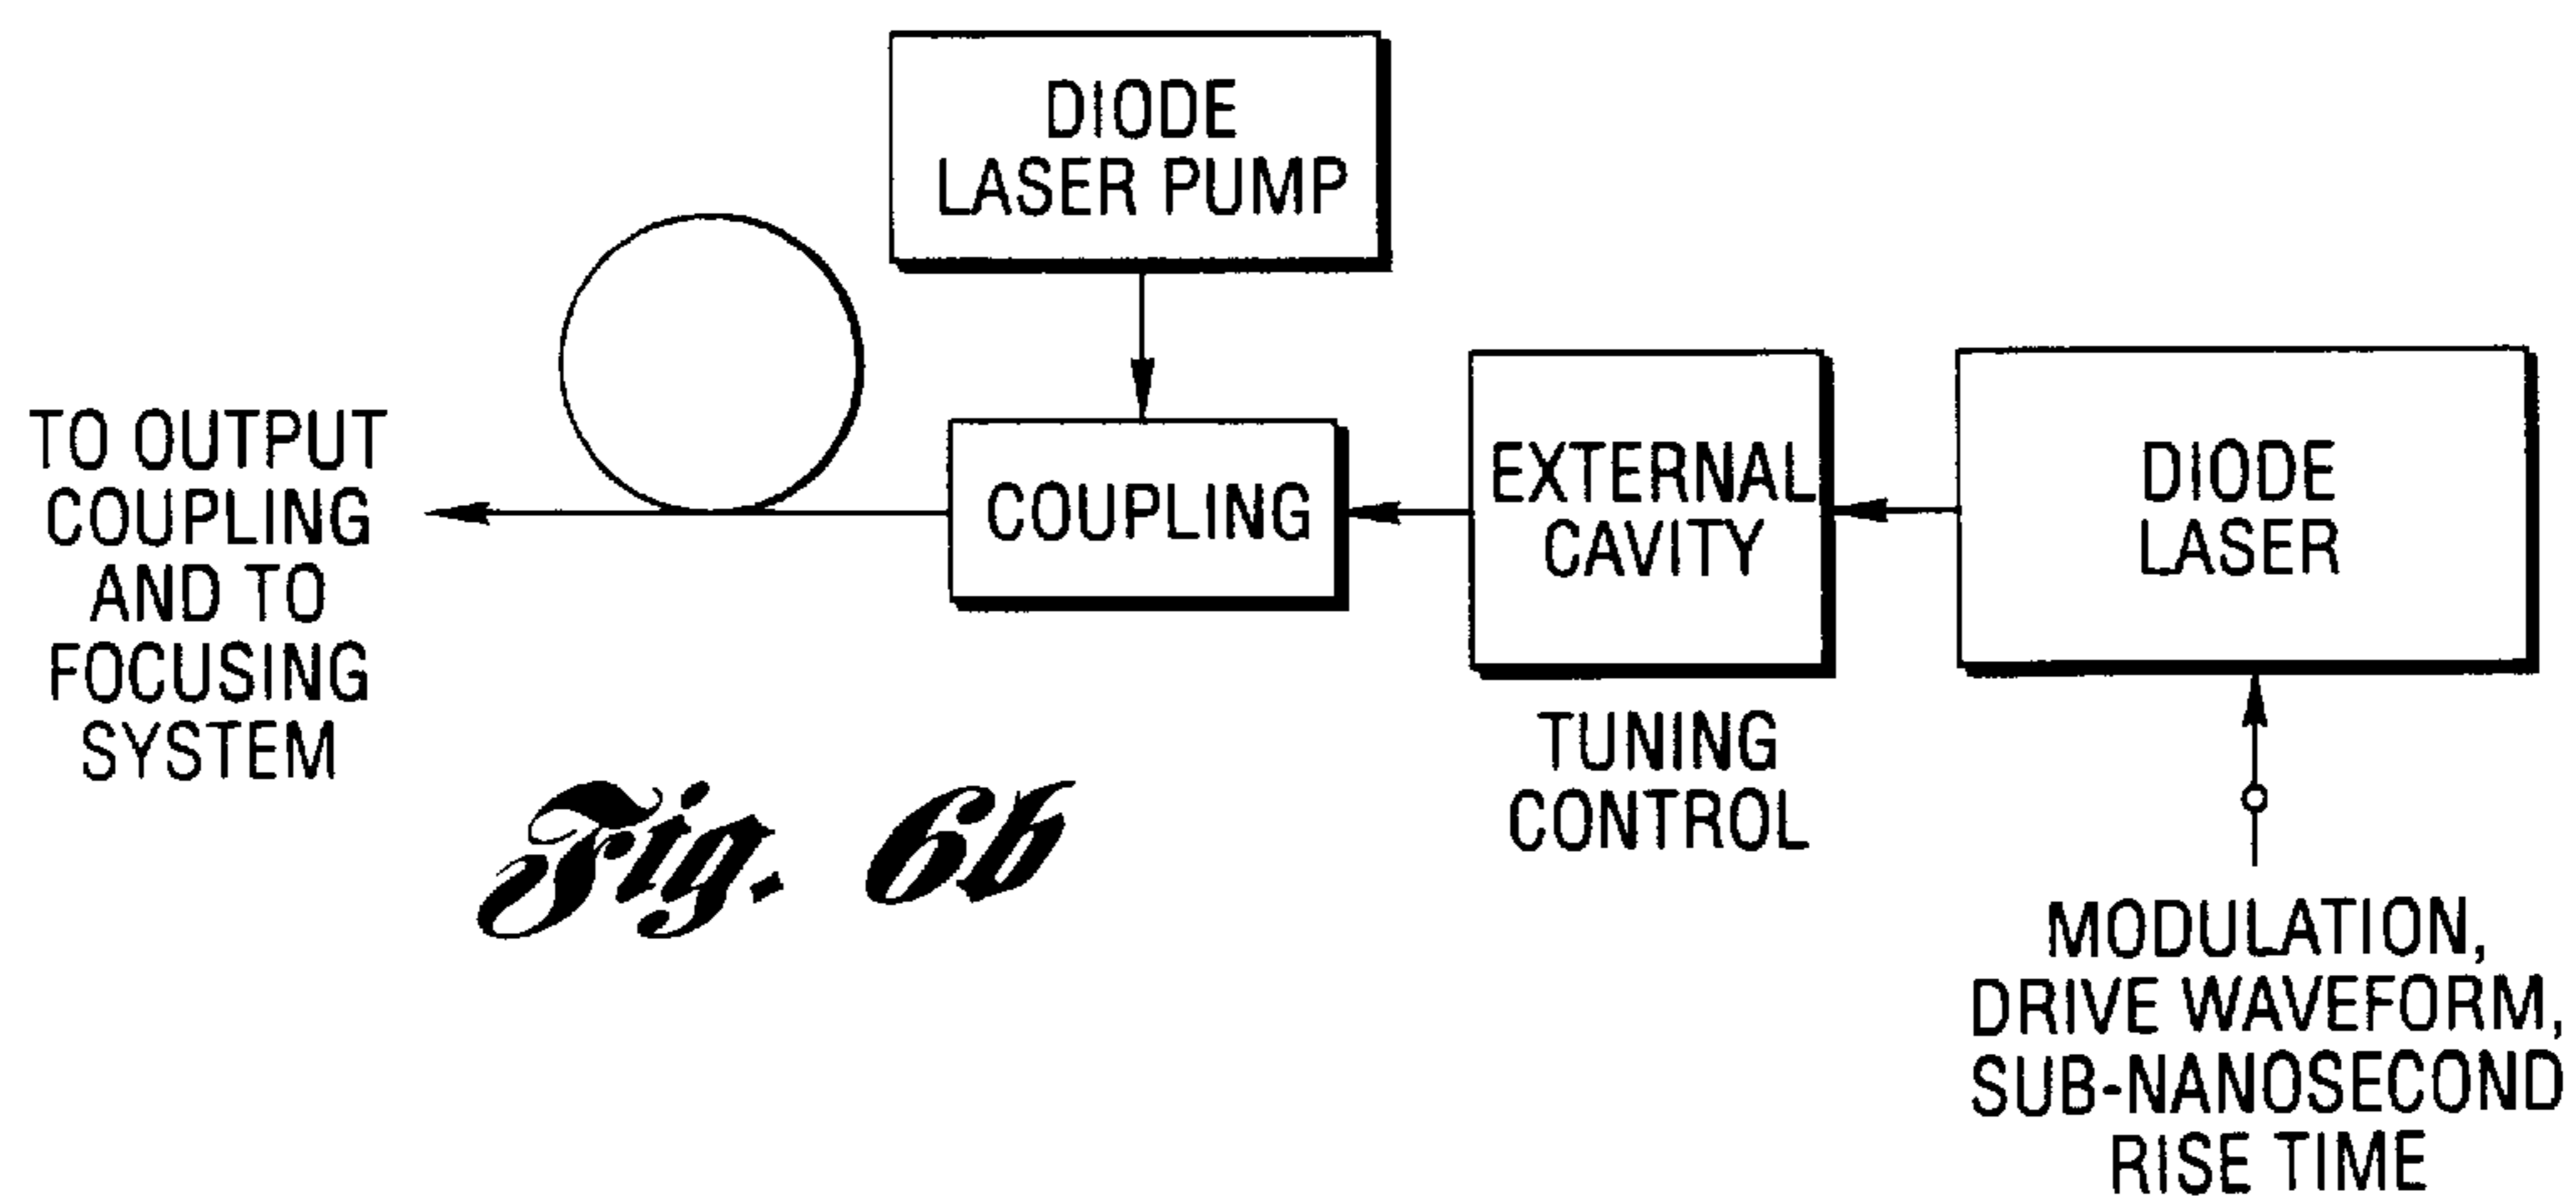 DIODE
LASER PUMP
TO OUTPUT
COUPLING
AND TO
FOCUSING
SYSTEM
COUPLING
EXTERNAL
CAVITY
DIODE
LASER
TUNING
CONTROL
MODULATION,
DRIVE WAVEFORM,
SUB-NANOSECOND
RISE TIME
Fig. 6b